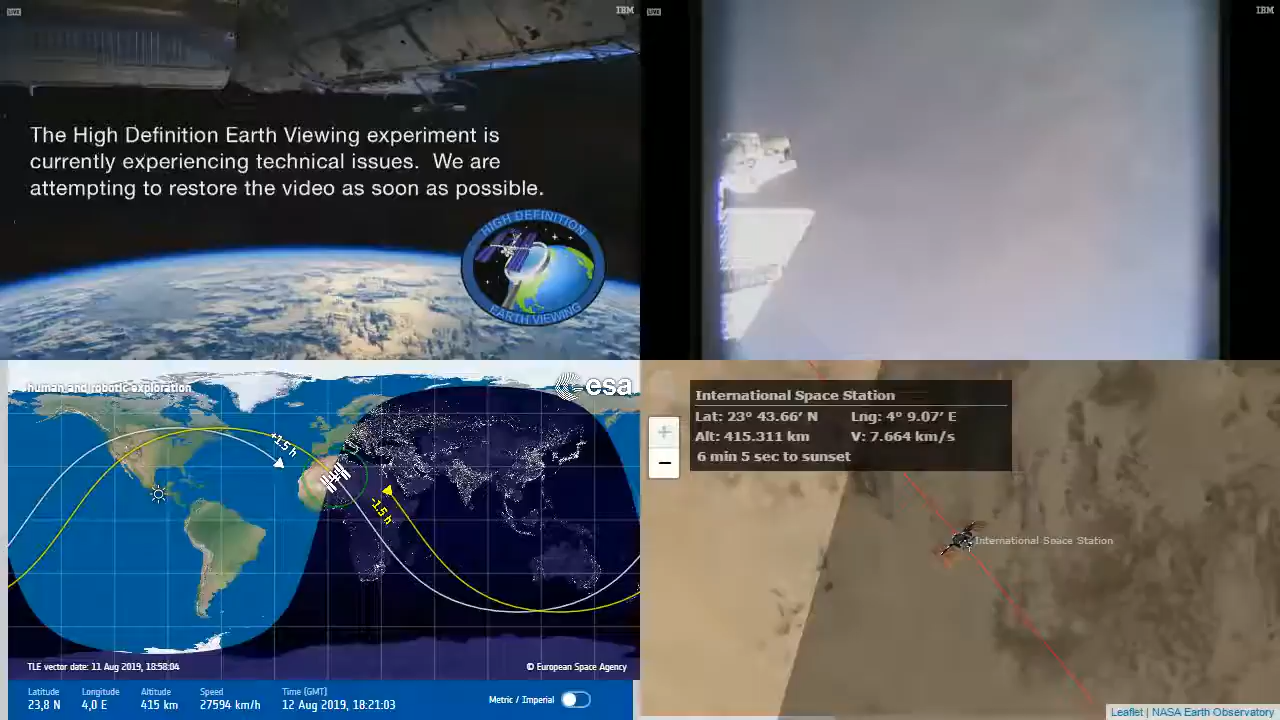 LIVE
IBM
The High Definition Earth Viewing experiment is
currently experiencing technical issues. We are
attempting to restore the video as soon as possible.
HIGH DEFINITION
EARTH VIEWING
LIVE
IBM
human and robotic exploration
esa
+1.5 h
-1.5 h
TLE vector date: 11 Aug 2019, 18:58:04
© European Space Agency
Latitude
23,8 N
Longitude
4,0 E
Altitude
415 km
Speed
27594 km/h
Time (GMT)
12 Aug 2019, 18:21:03
Metric / Imperial
+
−
International Space Station
Lat: 23° 43.66′ N Lng: 4° 9.07′ E
Alt: 415.311 km V: 7.664 km/s
6 min 5 sec to sunset
International Space Station
Leaflet | NASA Earth Observatory